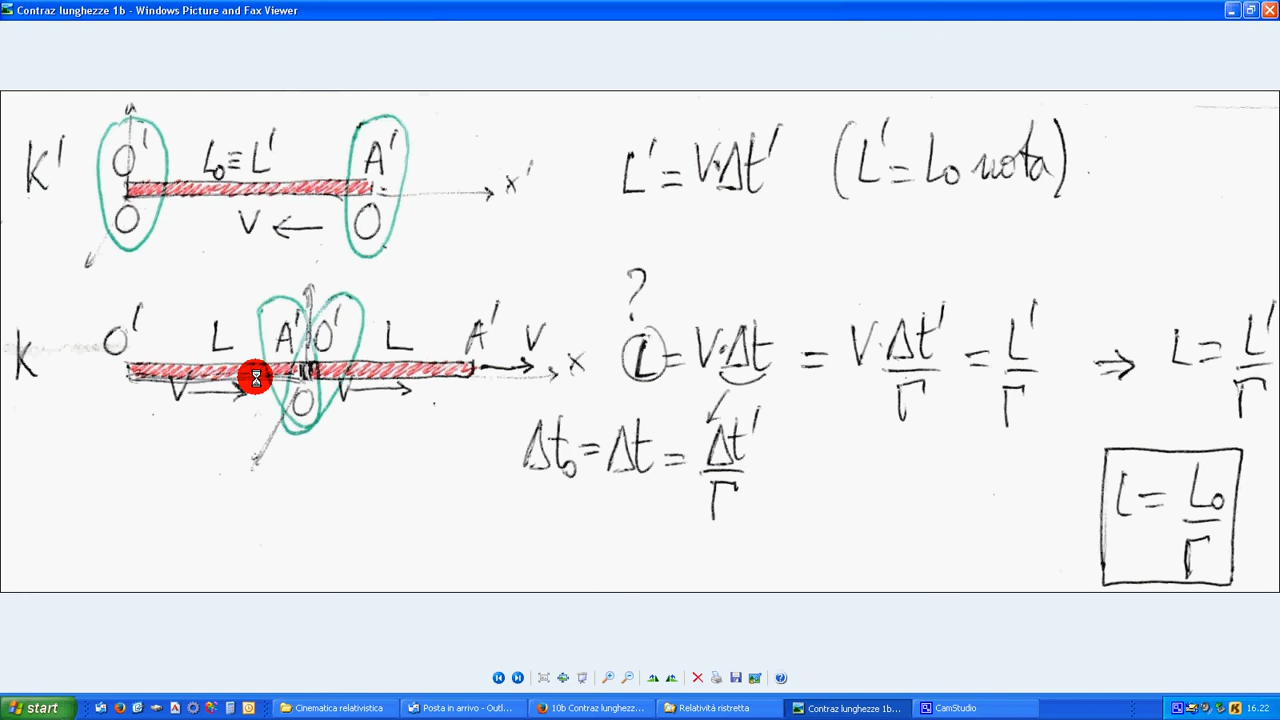 Contraz lunghezze 1b - Windows Picture and Fax Viewer
K' O' L₀=L' A' x' L'=V·Δt' (L'=L₀ nota)
O V ← O
?
K O' L A' O' L A' V x L = V·Δt = V·Δt'/Γ = L'/Γ ⇒ L = L'/Γ
V O V
Δt₀=Δt=Δt'/Γ
L = L₀/Γ
start Cinematica relativistica Posta in arrivo - Outl... 10b Contraz lunghezz... Relatività ristretta Contraz lunghezze 1b... CamStudio 16.22